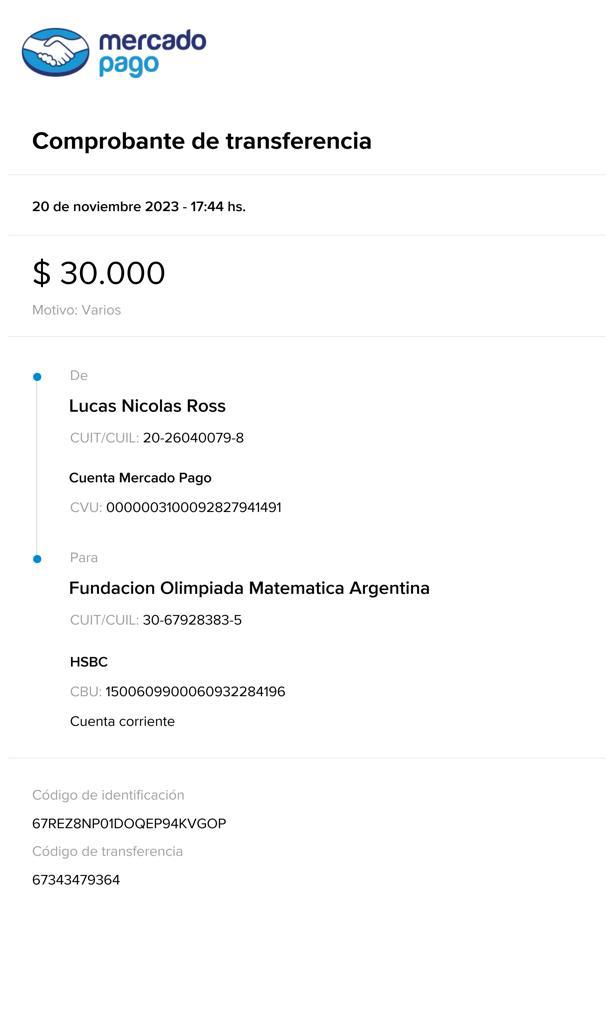 mercado
pago
Comprobante de transferencia
20 de noviembre 2023 - 17:44 hs.
$ 30.000
Motivo: Varios
De
Lucas Nicolas Ross
CUIT/CUIL: 20-26040079-8
Cuenta Mercado Pago
CVU: 0000003100092827941491
Para
Fundacion Olimpiada Matematica Argentina
CUIT/CUIL: 30-67928383-5
HSBC
CBU: 1500609900060932284196
Cuenta corriente
Código de identificación
67REZ8NP01DOQEP94KVGOP
Código de transferencia
67343479364